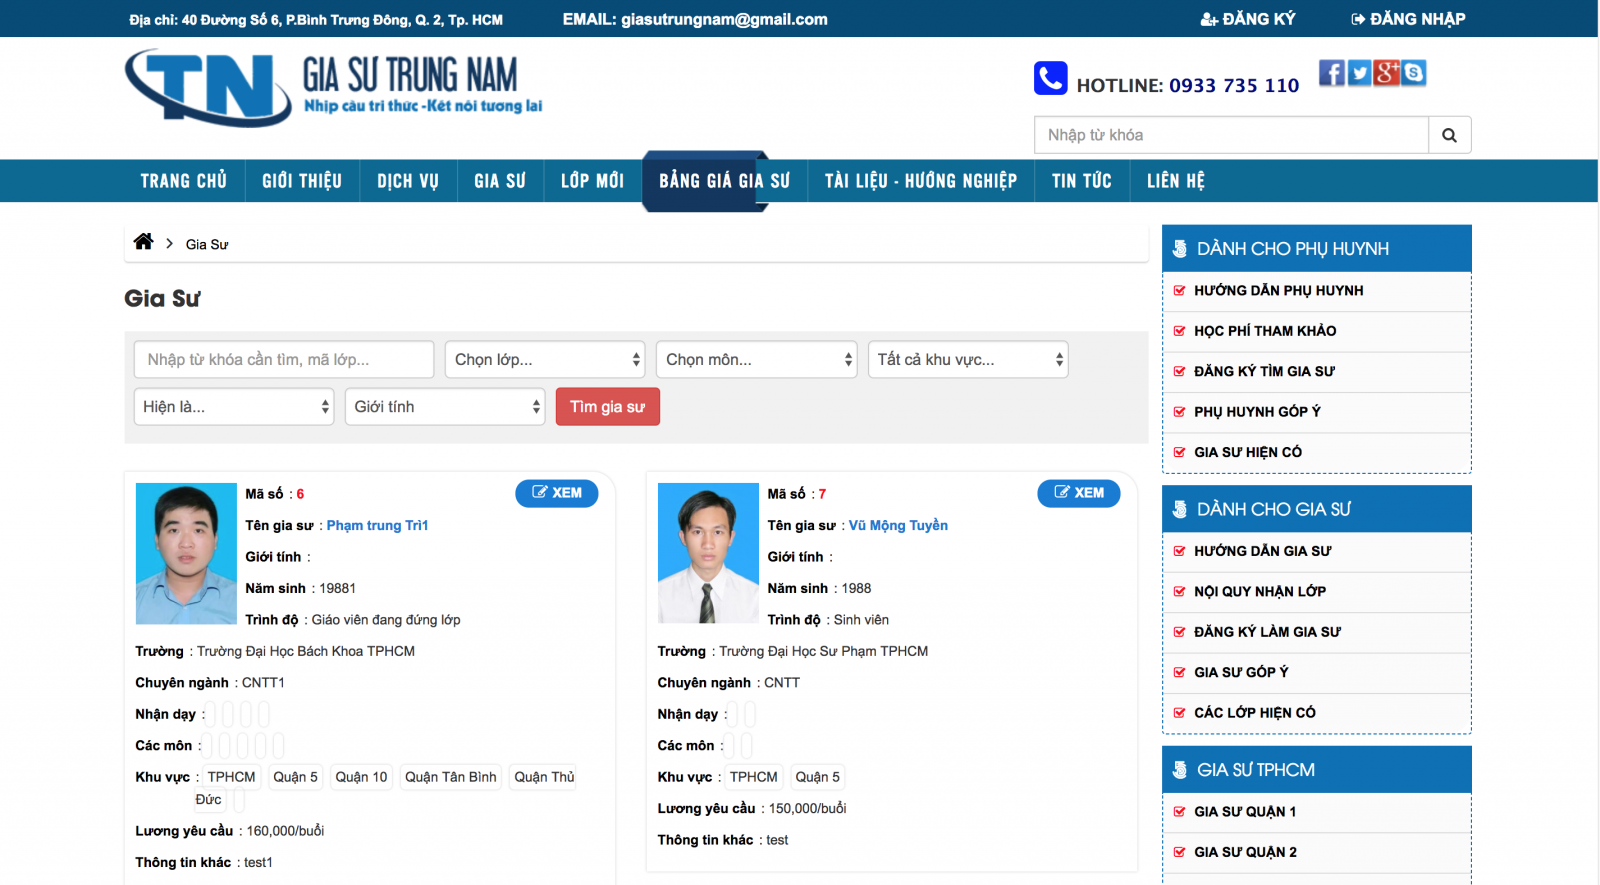 Địa chỉ: 40 Đường Số 6, P.Bình Trưng Đông, Q. 2, Tp. HCM
EMAIL: giasutrungnam@gmail.com
ĐĂNG KÝ
ĐĂNG NHẬP
TN
GIA SƯ TRUNG NAM
Nhịp cầu tri thức -Kết nối tương lai
HOTLINE: 0933 735 110
Nhập từ khóa
TRANG CHỦ
GIỚI THIỆU
DỊCH VỤ
GIA SƯ
LỚP MỚI
BẢNG GIÁ GIA SƯ
TÀI LIỆU - HƯỚNG NGHIỆP
TIN TỨC
LIÊN HỆ
Gia Sư
Gia Sư
Nhập từ khóa cần tìm, mã lớp...
Chọn lớp...
Chọn môn...
Tất cả khu vực...
Hiện là...
Giới tính
Tìm gia sư
Mã số : 6
XEM
Tên gia sư : Phạm trung Trì1
Giới tính :
Năm sinh : 19881
Trình độ : Giáo viên đang đứng lớp
Trường : Trường Đại Học Bách Khoa TPHCM
Chuyên ngành : CNTT1
Nhận dạy :
Các môn :
Khu vực : TPHCM Quận 5 Quận 10 Quận Tân Bình Quận Thủ
Đức
Lương yêu cầu : 160,000/buổi
Thông tin khác : test1
Mã số : 7
XEM
Tên gia sư : Vũ Mộng Tuyền
Giới tính :
Năm sinh : 1988
Trình độ : Sinh viên
Trường : Trường Đại Học Sư Phạm TPHCM
Chuyên ngành : CNTT
Nhận dạy :
Các môn :
Khu vực : TPHCM Quận 5
Lương yêu cầu : 150,000/buổi
Thông tin khác : test
DÀNH CHO PHỤ HUYNH
HƯỚNG DẪN PHỤ HUYNH
HỌC PHÍ THAM KHẢO
ĐĂNG KÝ TÌM GIA SƯ
PHỤ HUYNH GÓP Ý
GIA SƯ HIỆN CÓ
DÀNH CHO GIA SƯ
HƯỚNG DẪN GIA SƯ
NỘI QUY NHẬN LỚP
ĐĂNG KÝ LÀM GIA SƯ
GIA SƯ GÓP Ý
CÁC LỚP HIỆN CÓ
GIA SƯ TPHCM
GIA SƯ QUẬN 1
GIA SƯ QUẬN 2